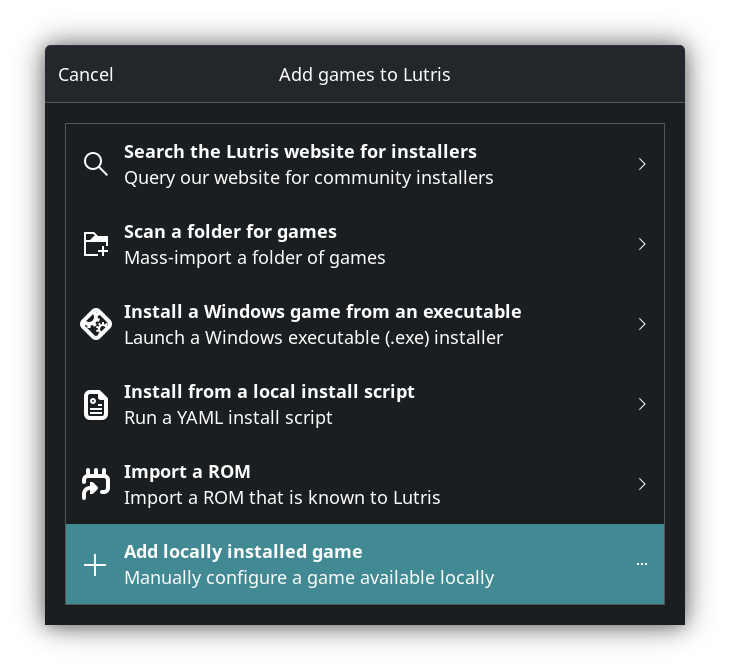 Cancel
Add games to Lutris
Search the Lutris website for installers
Query our website for community installers
Scan a folder for games
Mass-import a folder of games
Install a Windows game from an executable
Launch a Windows executable (.exe) installer
Install from a local install script
Run a YAML install script
Import a ROM
Import a ROM that is known to Lutris
Add locally installed game
Manually configure a game available locally